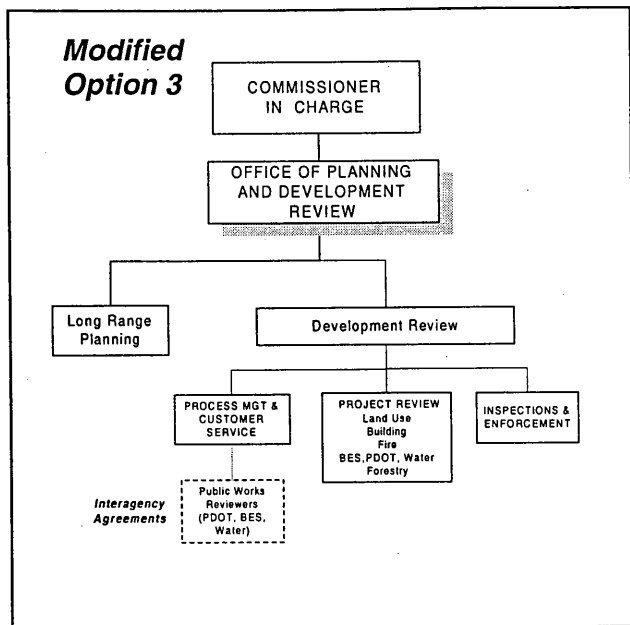 Modified
Option 3
COMMISSIONER
IN CHARGE
OFFICE OF PLANNING
AND DEVELOPMENT
REVIEW
Long Range
Planning
Development Review
PROCESS MGT &
CUSTOMER
SERVICE
PROJECT REVIEW
Land Use
Building
Fire
BES,PDOT, Water
Forestry
INSPECTIONS &
ENFORCEMENT
Interagency
Agreements
Public Works
Reviewers
(PDOT, BES,
Water)